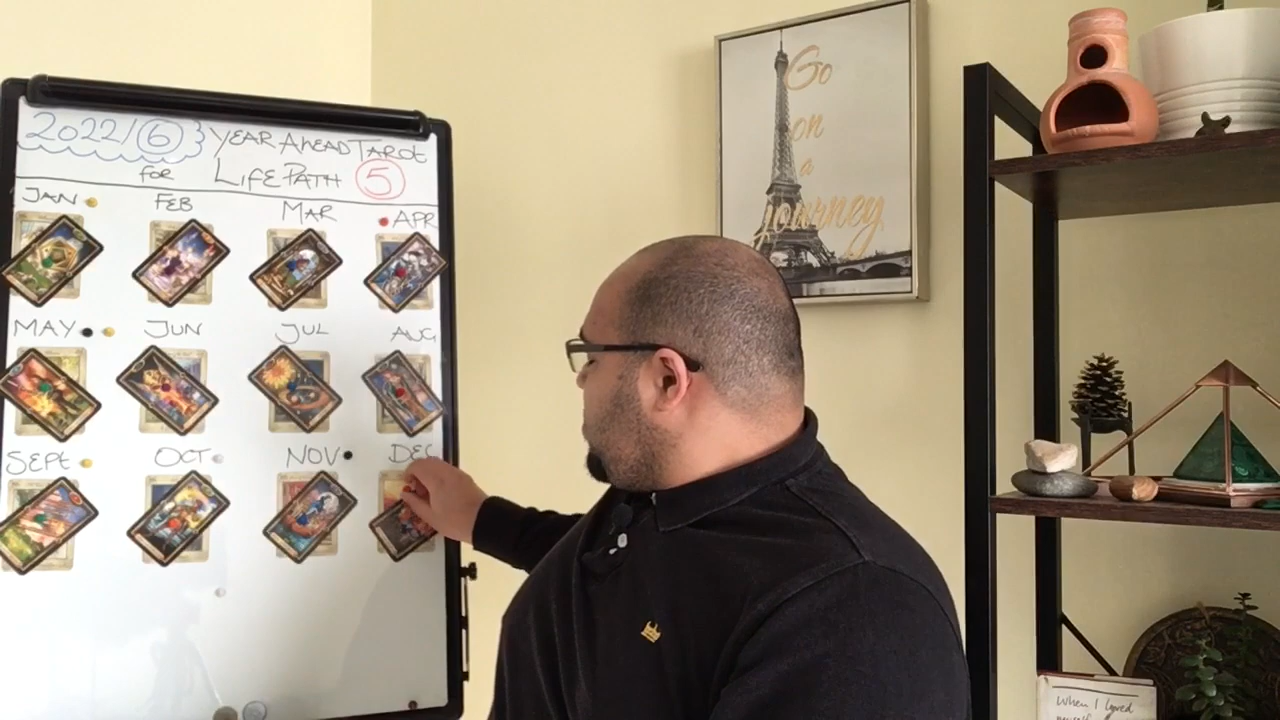 2022/6 YEAR AHEAD TAROT
FOR LIFE PATH 5
JAN FEB MAR APR
MAY JUN JUL AUG
SEPT OCT NOV DEC
Go
on
a
journey
When I loved
myself